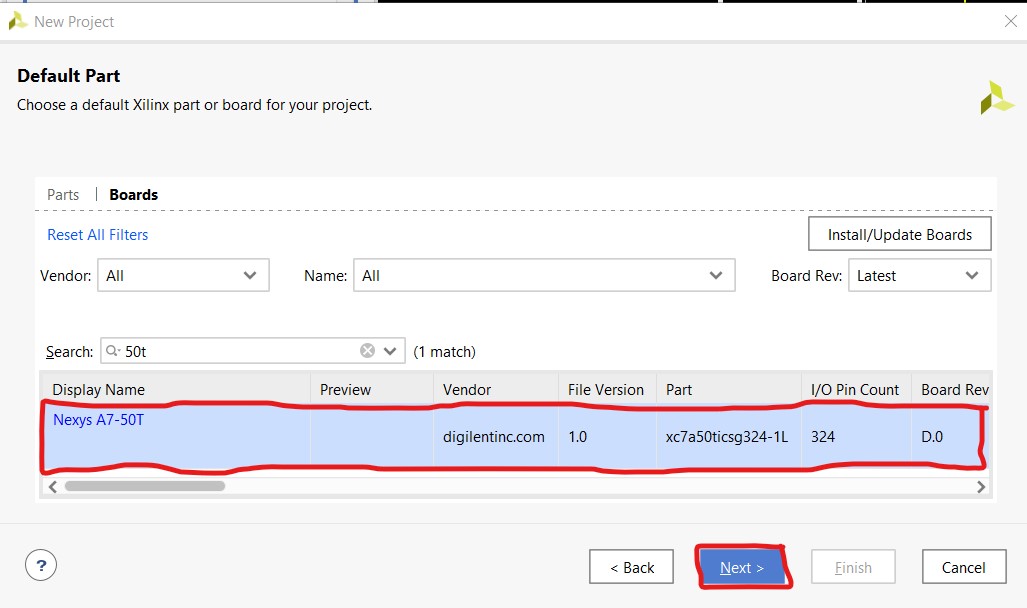 New Project
Default Part
Choose a default Xilinx part or board for your project.
Parts | Boards
Reset All Filters
Install/Update Boards
Vendor: All Name: All Board Rev: Latest
Search: 50t (1 match)
Display Name Preview Vendor File Version Part I/O Pin Count Board Rev
Nexys A7-50T
digilentinc.com 1.0 xc7a50ticsg324-1L 324 D.0
? < Back Next > Finish Cancel